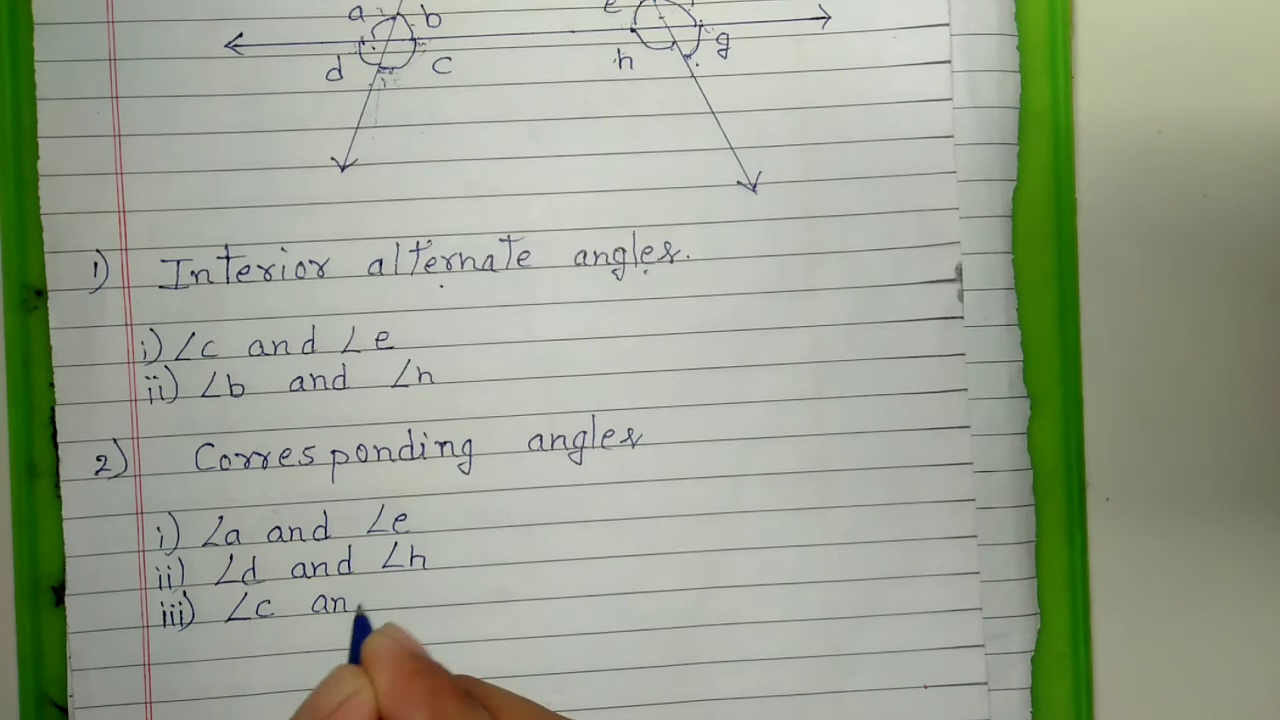 a b e
d c h g
1) Interior alternate angles.
i) ∠c and ∠e
ii) ∠b and ∠h
2) Corresponding angles
i) ∠a and ∠e
ii) ∠d and ∠h
iii) ∠c an